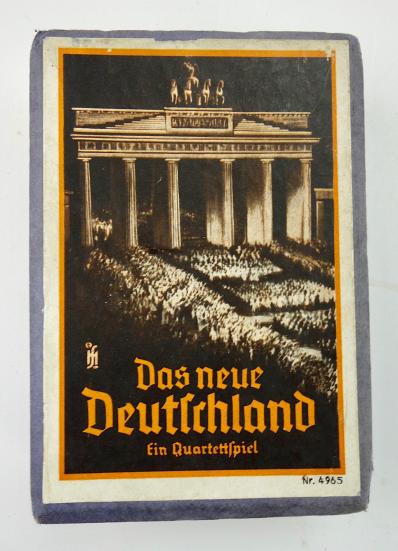 Das neue
Deutſchland
Ein Quartettſpiel
Nr. 4965